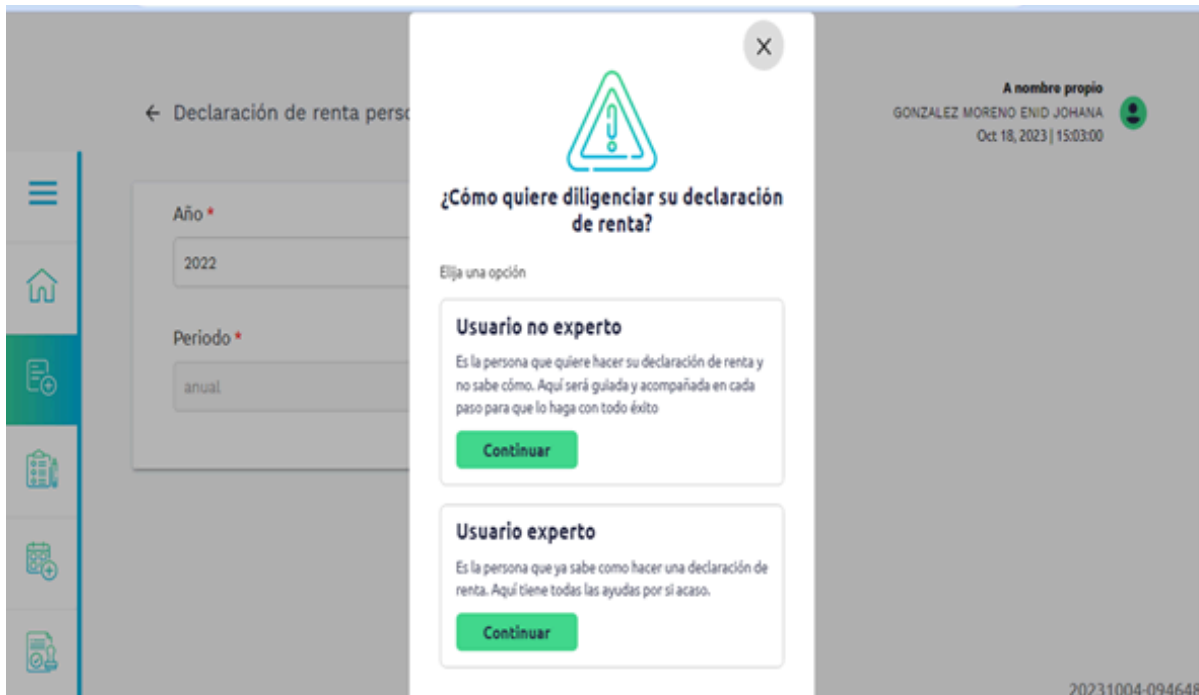 A nombre propio
← Declaración de renta perso
GONZALEZ MORENO ENID JOHANA
Oct 18, 2023 | 15:03:00
Año *
2022
Periodo *
anual
X
¿Cómo quiere diligenciar su declaración
de renta?
Elija una opción
Usuario no experto
Es la persona que quiere hacer su declaración de renta y
no sabe cómo. Aquí será guiada y acompañada en cada
paso para que lo haga con todo éxito
Continuar
Usuario experto
Es la persona que ya sabe como hacer una declaración de
renta. Aquí tiene todas las ayudas por si acaso.
Continuar
20231004-094648